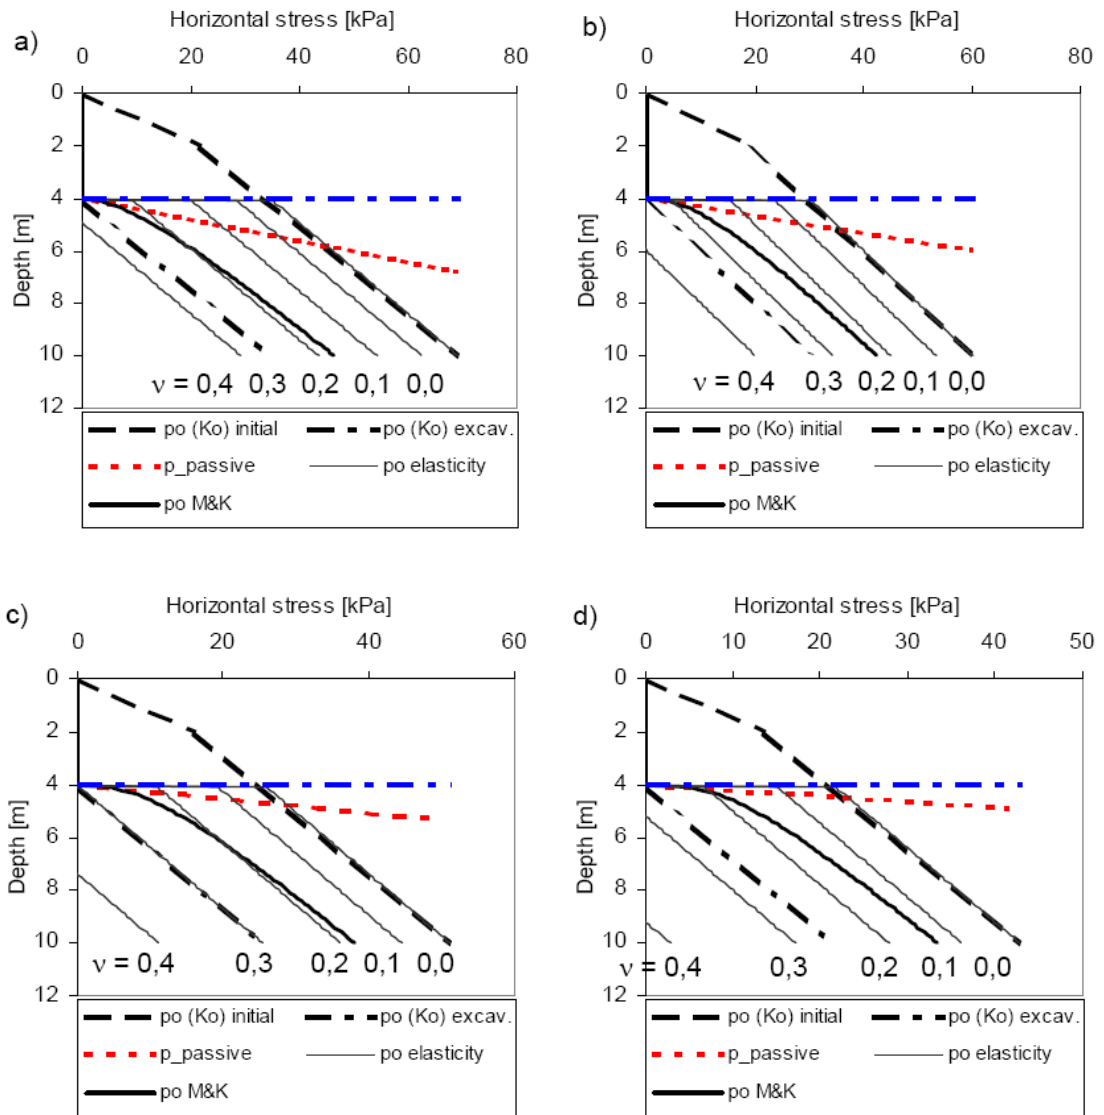 a)
Horizontal stress [kPa]
0 20 40 60 80
Depth [m]
0
2
4
6
8
10
12
ν = 0,4 0,3 0,2 0,1 0,0
po (Ko) initial po (Ko) excav.
p_passive po elasticity
po M&K
b)
Horizontal stress [kPa]
0 20 40 60 80
Depth [m]
0
2
4
6
8
10
12
ν = 0,4 0,3 0,2 0,1 0,0
po (Ko) initial po (Ko) excav.
p_passive po elasticity
po M&K
c)
Horizontal stress [kPa]
0 20 40 60
Depth [m]
0
2
4
6
8
10
12
ν = 0,4 0,3 0,2 0,1 0,0
po (Ko) initial po (Ko) excav.
p_passive po elasticity
po M&K
d)
Horizontal stress [kPa]
0 10 20 30 40 50
Depth [m]
0
2
4
6
8
10
12
ν = 0,4 0,3 0,2 0,1 0,0
po (Ko) initial po (Ko) excav.
p_passive po elasticity
po M&K